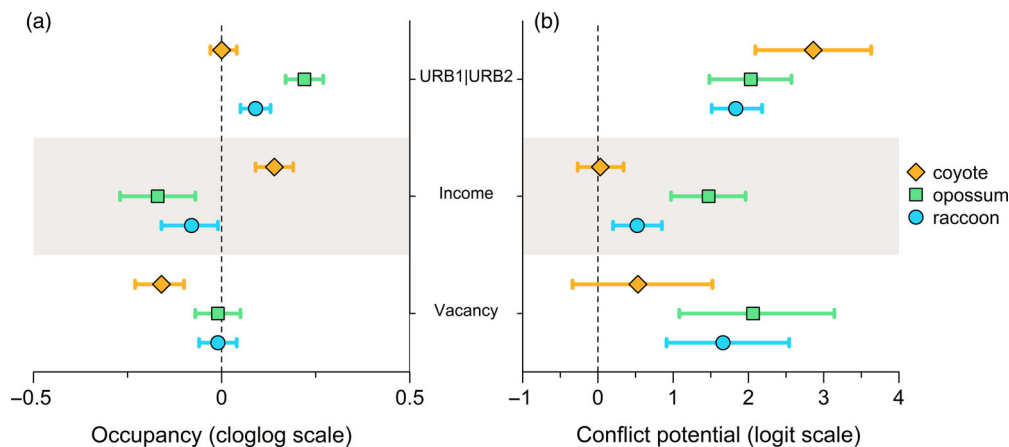 (a)
(b)
URB1|URB2
Income
Vacancy
coyote
opossum
raccoon
−0.5
0
0.5
−1
0
1
2
3
4
Occupancy (cloglog scale)
Conflict potential (logit scale)